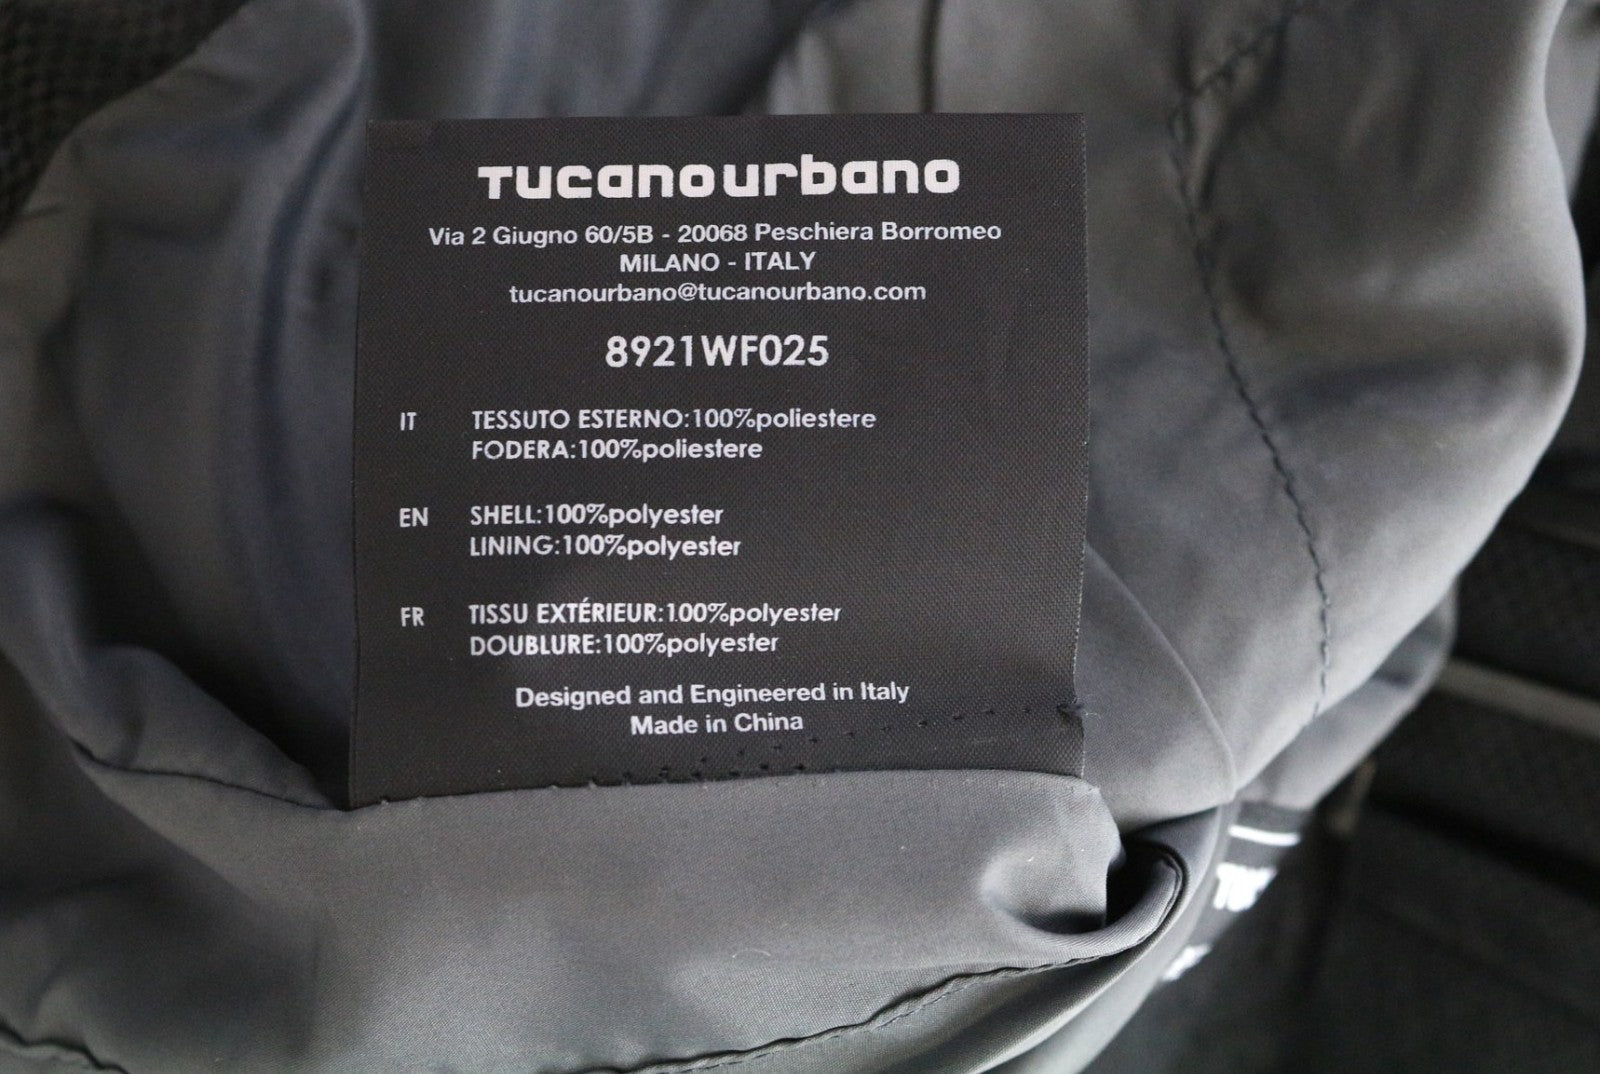 Tucanourbano
Via 2 Giugno 60/5B - 20068 Peschiera Borromeo
MILANO - ITALY
tucanourbano@tucanourbano.com
8921WF025
IT TESSUTO ESTERNO:100%poliestere
FODERA:100%poliestere
EN SHELL:100%polyester
LINING:100%polyester
FR TISSU EXTÉRIEUR:100%polyester
DOUBLURE:100%polyester
Designed and Engineered in Italy
Made in China